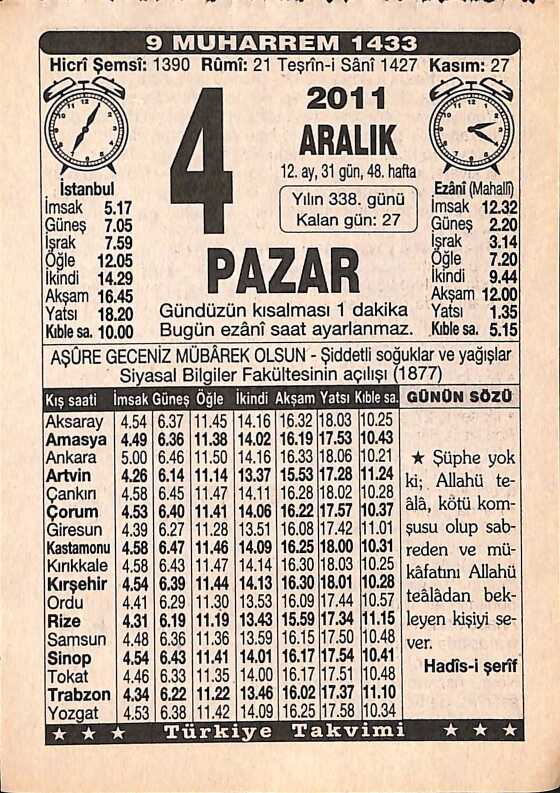 9 MUHARREM 1433
Hicrî Şemsî: 1390 Rûmî: 21 Teşrîn-i Sânî 1427 Kasım: 27
4
2011
ARALIK
12. ay, 31 gün, 48. hafta
Yılın 338. günü
Kalan gün: 27
PAZAR
Gündüzün kısalması 1 dakika
Bugün ezânî saat ayarlanmaz.
İstanbul
İmsak 5.17
Güneş 7.05
İşrak 7.59
Öğle 12.05
İkindi 14.29
Akşam 16.45
Yatsı 18.20
Kıble sa. 10.00
Ezânî (Mahallî)
İmsak 12.32
Güneş 2.20
İşrak 3.14
Öğle 7.20
İkindi 9.44
Akşam 12.00
Yatsı 1.35
Kıble sa. 5.15
AŞÛRE GECENİZ MÜBÂREK OLSUN - Şiddetli soğuklar ve yağışlar
Siyasal Bilgiler Fakültesinin açılışı (1877)
Kış saati İmsak Güneş Öğle İkindi Akşam Yatsı Kıble sa.
Aksaray 4.54 6.37 11.45 14.16 16.32 18.03 10.25
Amasya 4.49 6.36 11.38 14.02 16.19 17.53 10.43
Ankara 5.00 6.46 11.50 14.16 16.33 18.06 10.21
Artvin 4.26 6.14 11.14 13.37 15.53 17.28 11.24
Çankırı 4.58 6.45 11.47 14.11 16.28 18.02 10.28
Çorum 4.53 6.40 11.41 14.06 16.22 17.57 10.37
Giresun 4.39 6.27 11.28 13.51 16.08 17.42 11.01
Kastamonu 4.58 6.47 11.46 14.09 16.25 18.00 10.31
Kırıkkale 4.58 6.43 11.47 14.14 16.30 18.03 10.25
Kırşehir 4.54 6.39 11.44 14.13 16.30 18.01 10.28
Ordu 4.41 6.29 11.30 13.53 16.09 17.44 10.57
Rize 4.31 6.19 11.19 13.43 15.59 17.34 11.15
Samsun 4.48 6.36 11.36 13.59 16.15 17.50 10.48
Sinop 4.54 6.43 11.41 14.01 16.17 17.54 10.41
Tokat 4.46 6.33 11.35 14.00 16.17 17.51 10.48
Trabzon 4.34 6.22 11.22 13.46 16.02 17.37 11.10
Yozgat 4.53 6.38 11.42 14.09 16.25 17.58 10.34
GÜNÜN SÖZÜ
★ Şüphe yok
ki; Allahü te-
âlâ, kötü kom-
şusu olup sab-
reden ve mü-
kâfatını Allahü
teâlâdan bek-
leyen kişiyi se-
ver.
Hadîs-i şerîf
★ ★ ★ Türkiye Takvimi ★ ★ ★